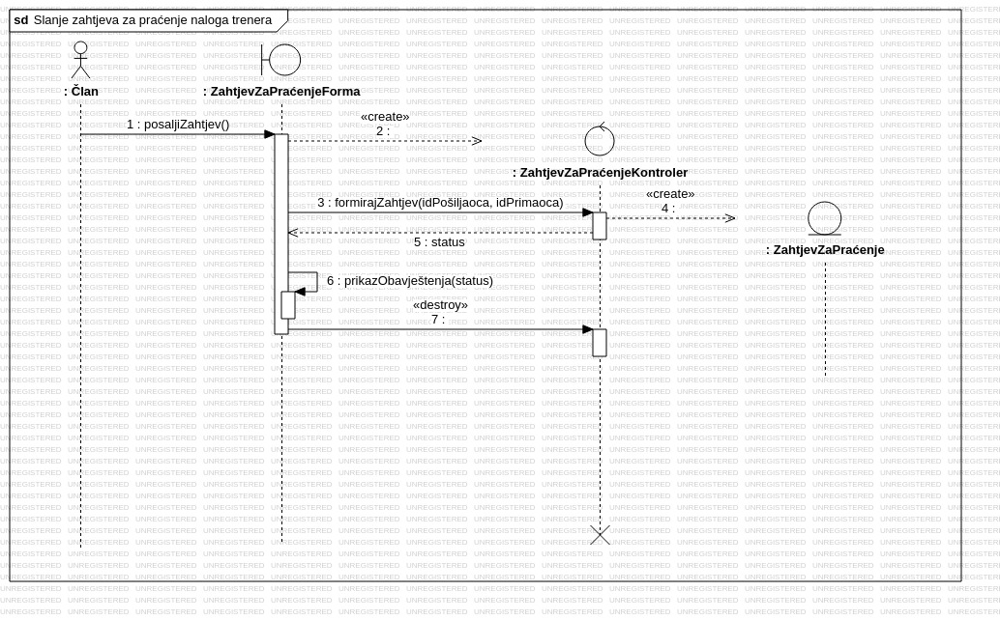 sd Slanje zahtjeva za praćenje naloga trenera
: Član
: ZahtjevZaPraćenjeForma
1 : posaljiZahtjev()
«create»
2 :
: ZahtjevZaPraćenjeKontroler
3 : formirajZahtjev(idPošiljaoca, idPrimaoca)
«create»
4 :
5 : status
: ZahtjevZaPraćenje
6 : prikazObavještenja(status)
«destroy»
7 :
UNREGISTERED